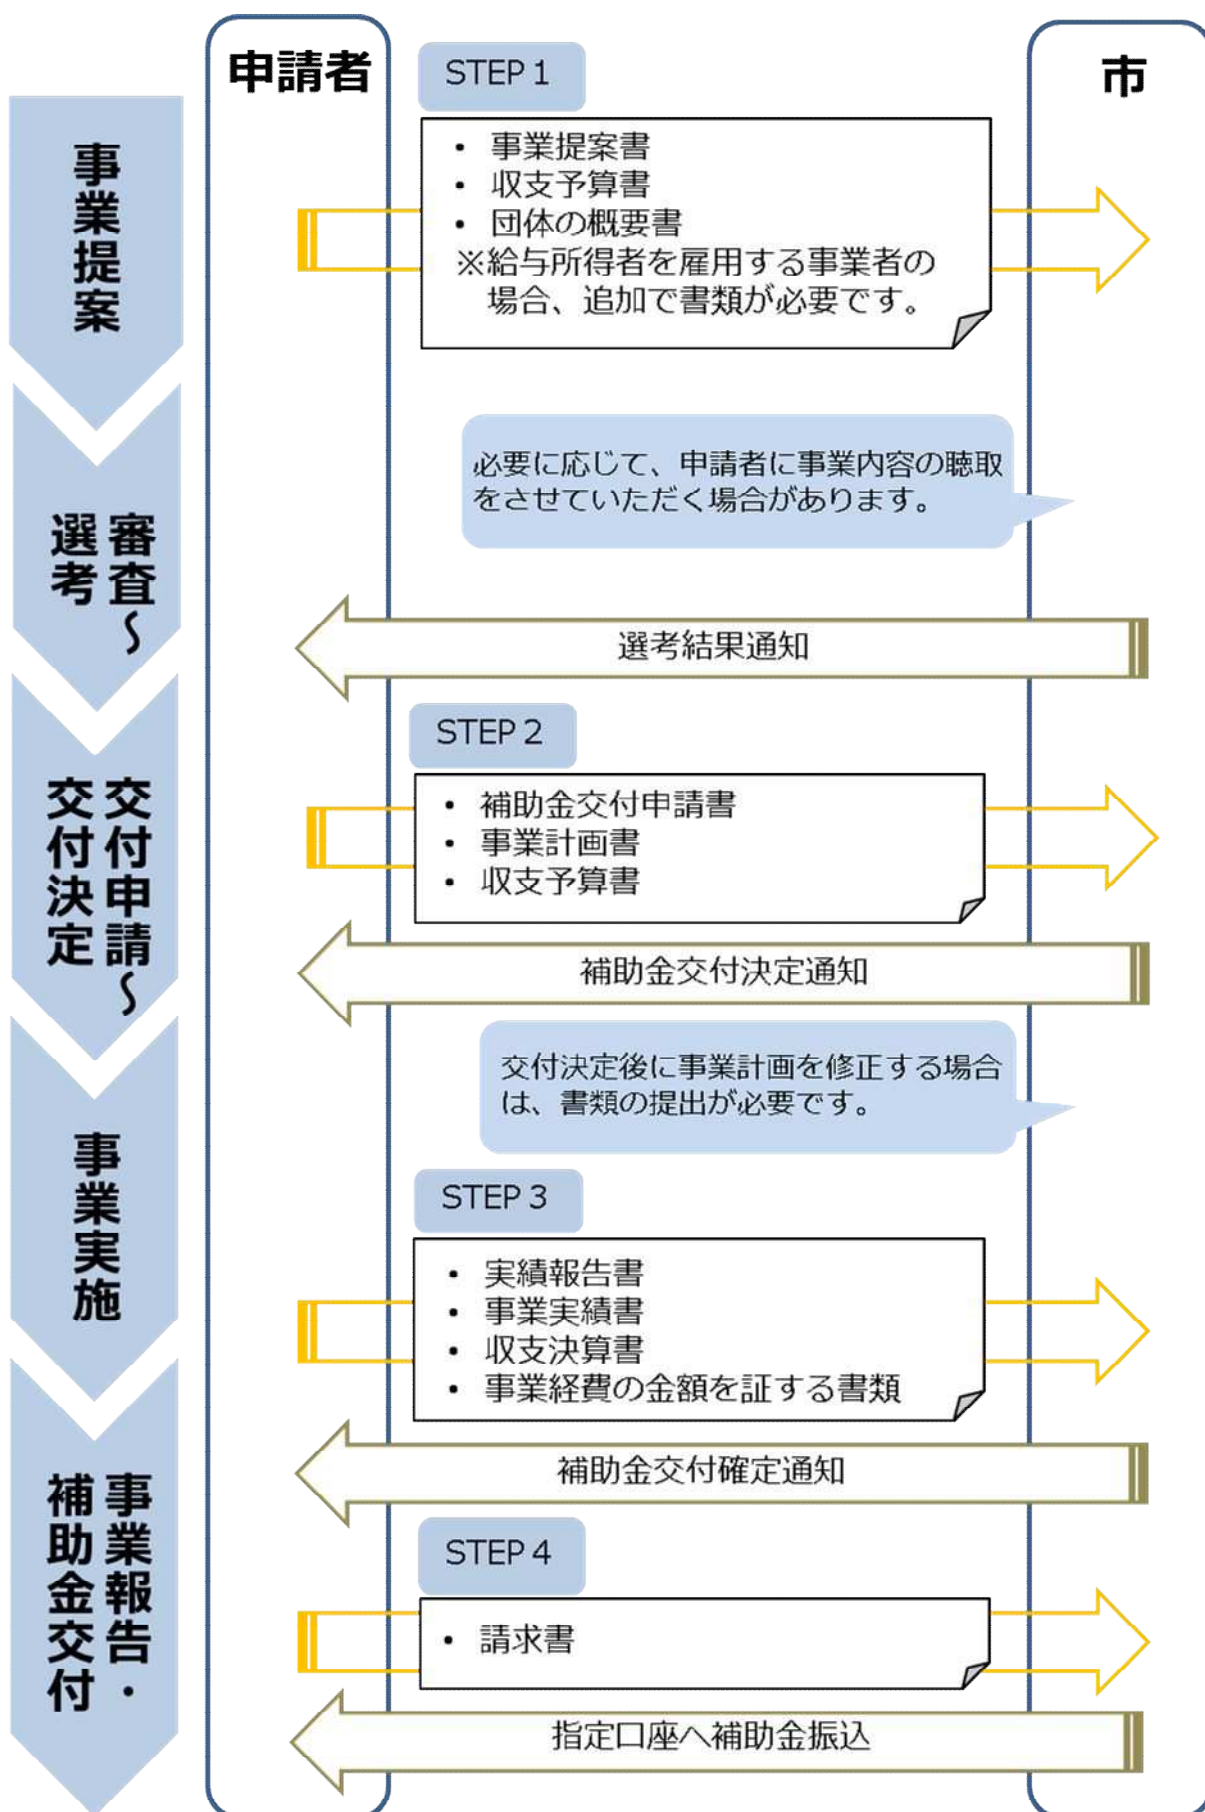 申請者
市
事業提案
STEP 1
・ 事業提案書
・ 収支予算書
・ 団体の概要書
※給与所得者を雇用する事業者の
場合、追加で書類が必要です。
審査～
選考
必要に応じて、申請者に事業内容の聴取
をさせていただく場合があります。
選考結果通知
交付申請～
交付決定
STEP 2
・ 補助金交付申請書
・ 事業計画書
・ 収支予算書
補助金交付決定通知
事業実施
交付決定後に事業計画を修正する場合
は、書類の提出が必要です。
STEP 3
・ 実績報告書
・ 事業実績書
・ 収支決算書
・ 事業経費の金額を証する書類
補助金交付確定通知
事業報告・
補助金交付
STEP 4
・ 請求書
指定口座へ補助金振込